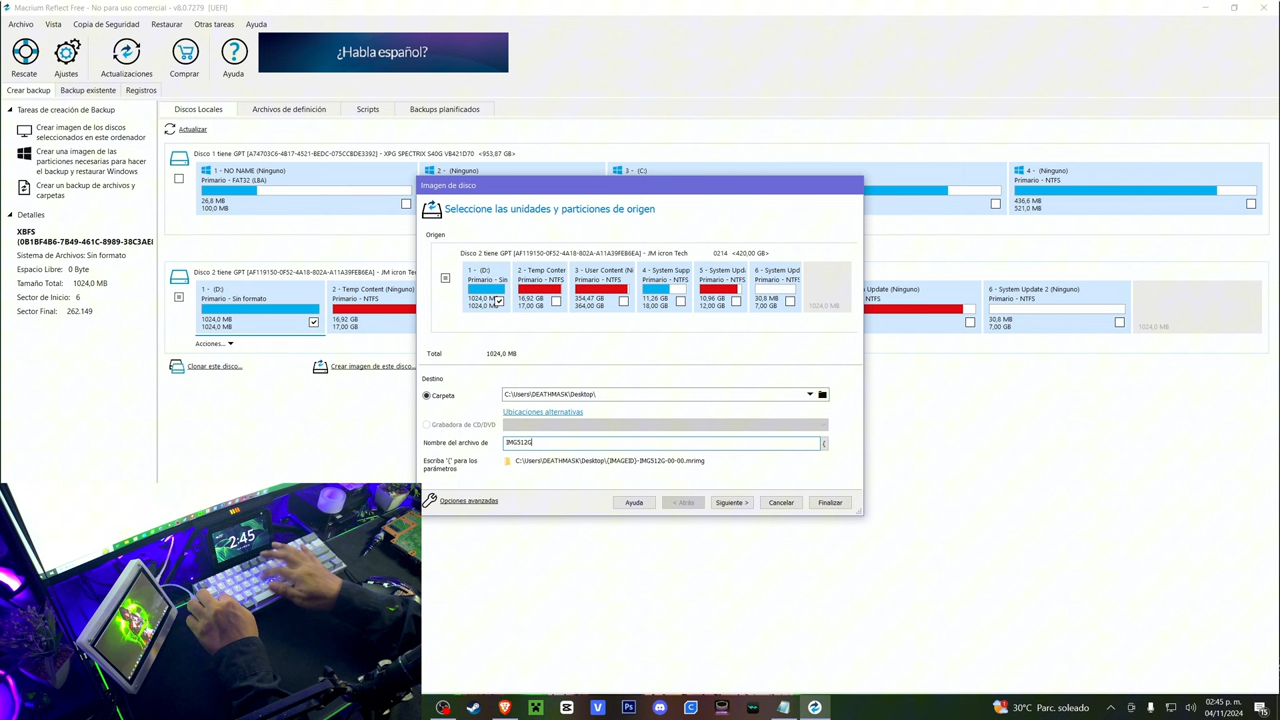 Macrium Reflect Free - No para uso comercial - v8.0.7279 [UEFI]
Archivo Vista Copia de Seguridad Restaurar Otras tareas Ayuda
Rescate Ajustes Actualizaciones Comprar Ayuda
¿Habla español?
Crear backup Backup existente Registros
Tareas de creación de Backup
Crear imagen de los discos
seleccionados en este ordenador
Crear una imagen de las
particiones necesarias para hacer
el backup y restaurar Windows
Crear un backup de archivos y
carpetas
Detalles
XBFS
(0B1BF4B6-7B49-461C-8989-38C3AE8
Sistema de Archivos: Sin formato
Espacio Libre: 0 Byte
Tamaño Total: 1024,0 MB
Sector de Inicio: 6
Sector Final: 262.149
Discos Locales Archivos de definición Scripts Backups planificados
Actualizar
Disco 1 tiene GPT [A74703C6-4B17-4521-BEDC-075CCBDE3392] - XPG SPECTRIX S40G VB421D70 <953,87 GB>
1 - NO NAME (Ninguno)
Primario - FAT32 (LBA)
26,8 MB
100,0 MB
2 - (Ninguno)
3 - (C:)
4 - (Ninguno)
Primario - NTFS
436,6 MB
521,0 MB
Disco 2 tiene GPT [AF119150-0F52-4A18-802A-A11A39FEB6EA] - JM
1 - (D:)
Primario - Sin formato
1024,0 MB
1024,0 MB
2 - Temp Content (Ninguno)
Primario - NTFS
16,92 GB
17,00 GB
Update (Ninguno)
6 - System Update 2 (Ninguno)
Primario - NTFS
30,8 MB
7,00 GB
1024,0 MB
Acciones...
Clonar este disco...
Crear imagen de este disco...
Imagen de disco
Seleccione las unidades y particiones de origen
Origen
Disco 2 tiene GPT [AF119150-0F52-4A18-802A-A11A39FEB6EA] - JM icron Tech 0214 <420,00 GB>
1 - (D:)
Primario - Sin
1024,0 MB
1024,0 MB
2 - Temp Conter
Primario - NTFS
16,92 GB
17,00 GB
3 - User Content (Ni
Primario - NTFS
354,47 GB
364,00 GB
4 - System Supp
Primario - NTFS
11,26 GB
18,00 GB
5 - System Upd
Primario - NTFS
10,96 GB
12,00 GB
6 - System Upd
Primario - NTFS
30,8 MB
7,00 GB
1024,0 MB
Total 1024,0 MB
Destino
Carpeta C:\Users\DEATHMASK\Desktop\
Ubicaciones alternativas
Grabadora de CD/DVD
Nombre del archivo de IMG512G {
Escriba '{' para los
parámetros
C:\Users\DEATHMASK\Desktop\{IMAGEID}-IMG512G-00-00.mrimg
Opciones avanzadas
Ayuda < Atrás Siguiente > Cancelar Finalizar
2:45
30°C Parc. soleado
02:45 p. m.
04/11/2024
15